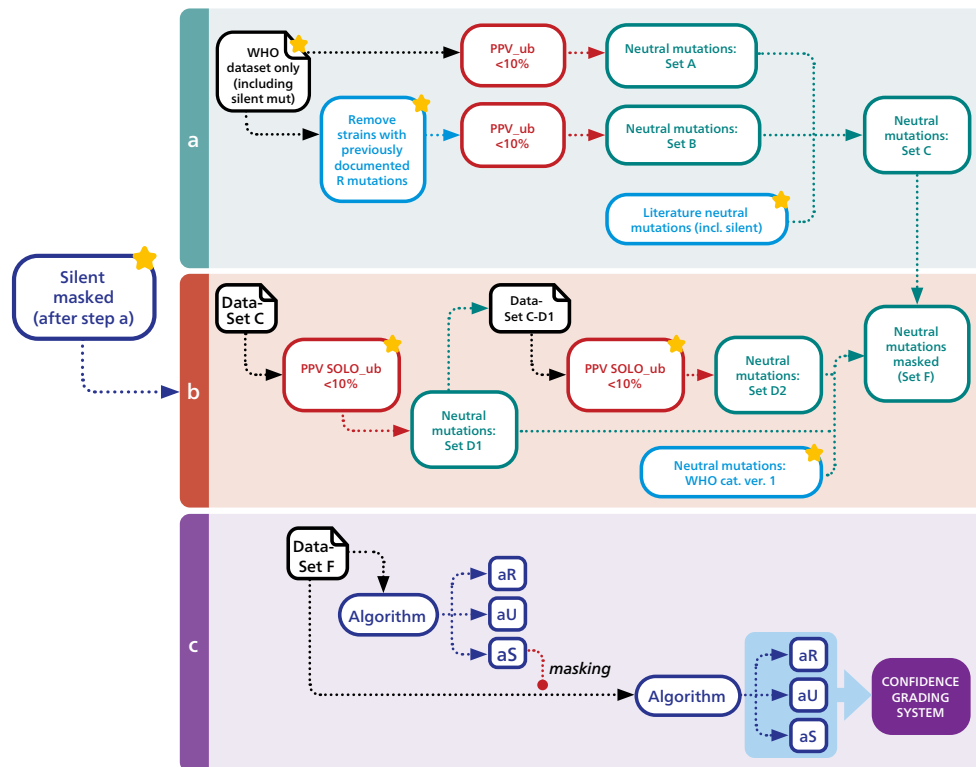 a
WHO
dataset only
(including
silent mut)
PPV_ub
<10%
Neutral mutations:
Set A
Remove
strains with
previously
documented
R mutations
PPV_ub
<10%
Neutral mutations:
Set B
Neutral
mutations:
Set C
Literature neutral
mutations (incl. silent)
Silent
masked
(after step a)
b
Data-
Set C
PPV SOLO_ub
<10%
Neutral
mutations:
Set D1
Data-
Set C-D1
PPV SOLO_ub
<10%
Neutral
mutations:
Set D2
Neutral
mutations
masked
(Set F)
Neutral mutations:
WHO cat. ver. 1
c
Data-
Set F
Algorithm
aR
aU
aS
masking
Algorithm
aR
aU
aS
CONFIDENCE
GRADING
SYSTEM